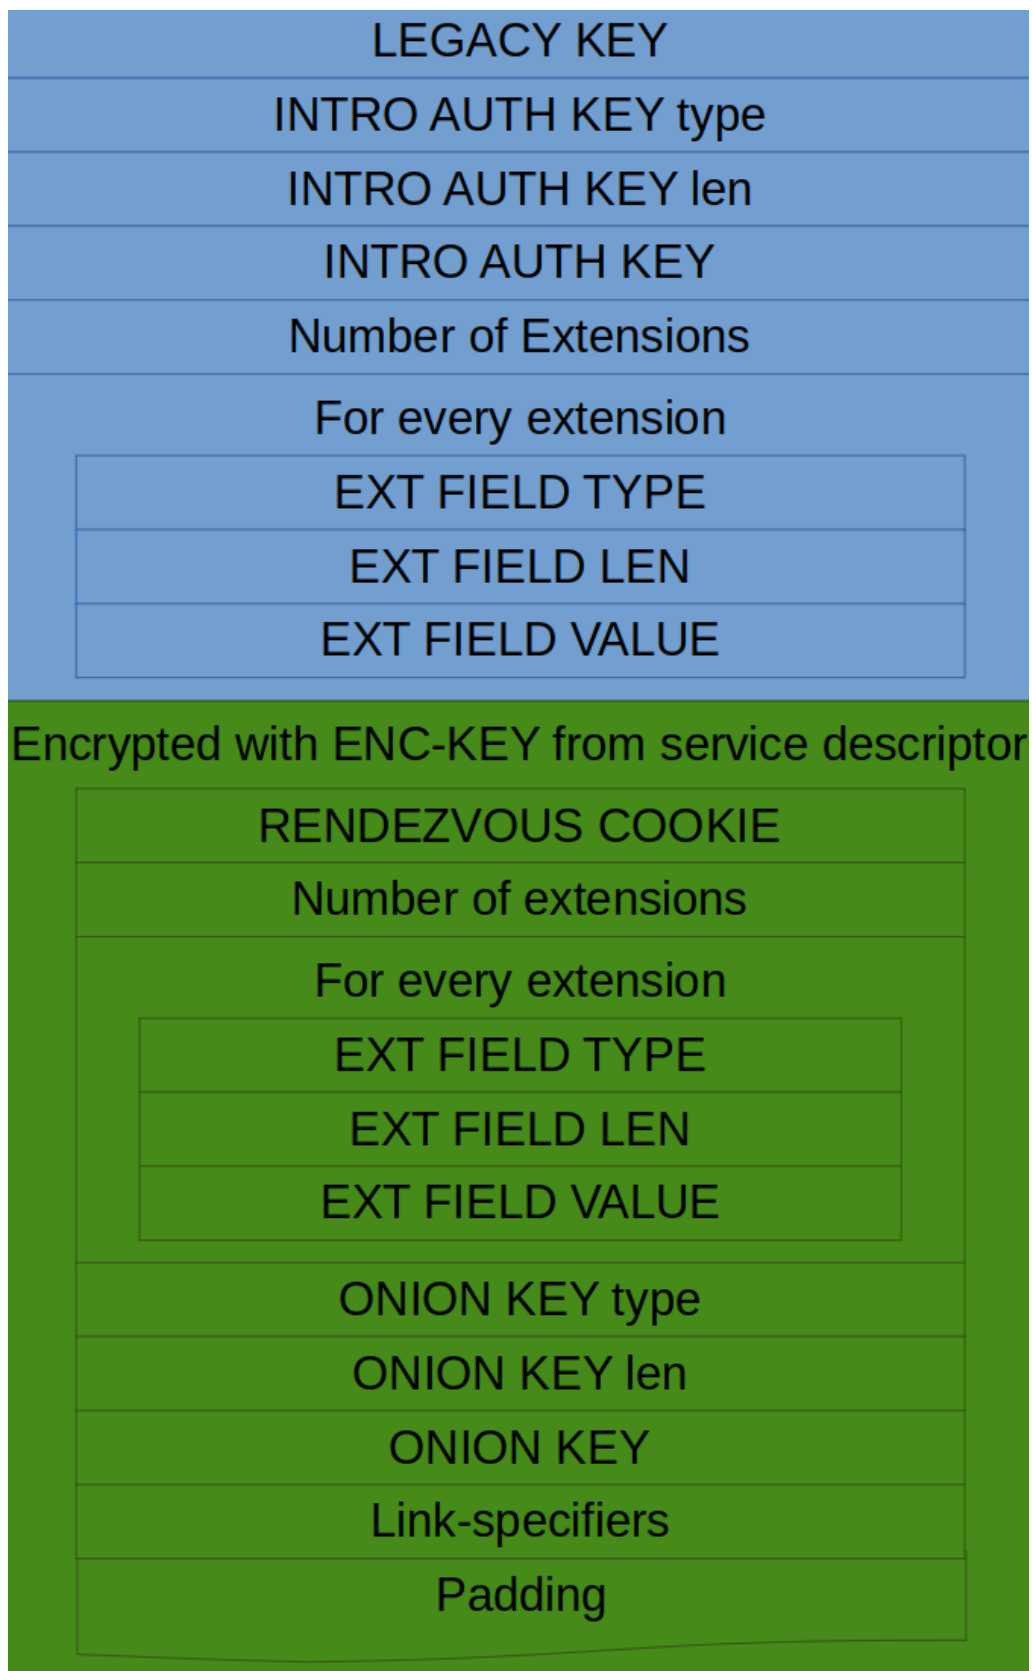 LEGACY KEY
INTRO AUTH KEY type
INTRO AUTH KEY len
INTRO AUTH KEY
Number of Extensions
For every extension
EXT FIELD TYPE
EXT FIELD LEN
EXT FIELD VALUE
Encrypted with ENC-KEY from service descriptor
RENDEZVOUS COOKIE
Number of extensions
For every extension
EXT FIELD TYPE
EXT FIELD LEN
EXT FIELD VALUE
ONION KEY type
ONION KEY len
ONION KEY
Link-specifiers
Padding